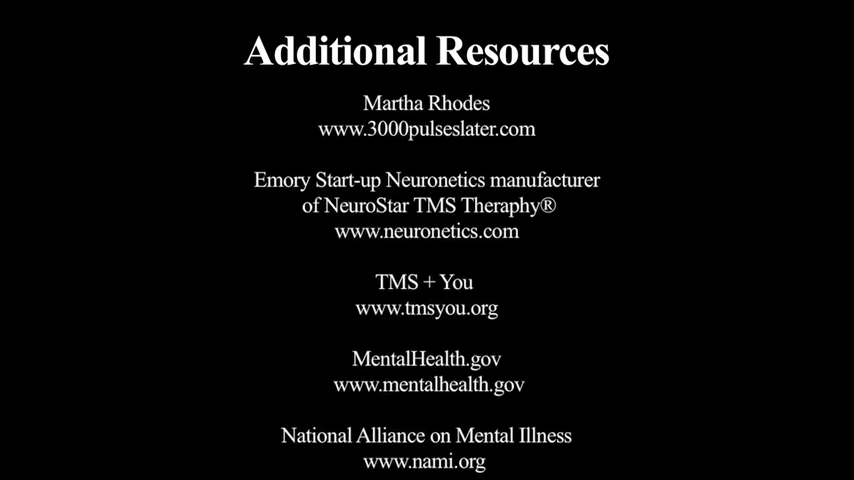 Additional Resources
Martha Rhodes
www.3000pulseslater.com
Emory Start-up Neuronetics manufacturer
of NeuroStar TMS Theraphy®
www.neuronetics.com
TMS + You
www.tmsyou.org
MentalHealth.gov
www.mentalhealth.gov
National Alliance on Mental Illness
www.nami.org